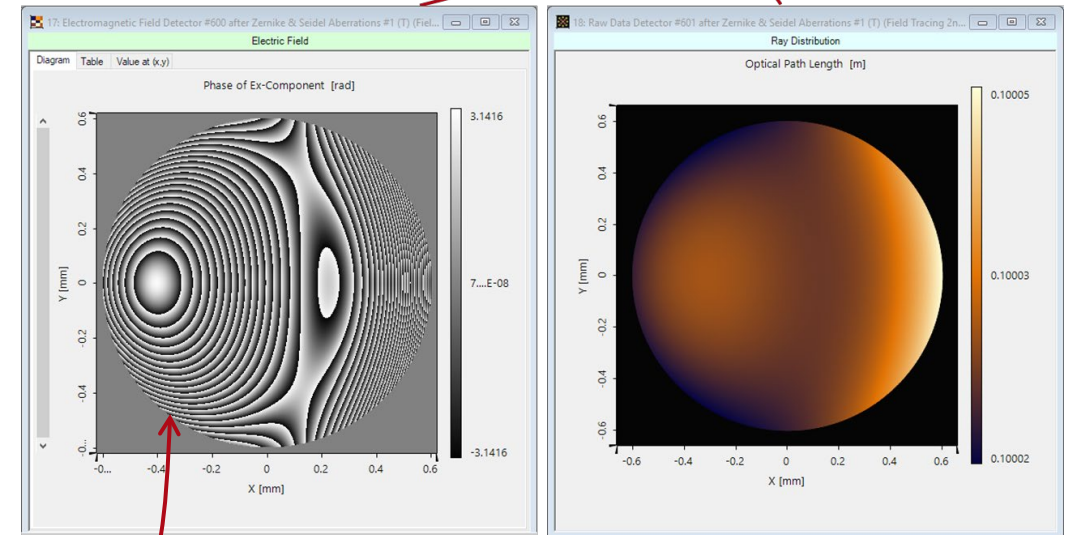 17: Electromagnetic Field Detector #600 after Zernike & Seidel Aberrations #1 (T) (Fiel...
Electric Field
Diagram Table Value at (x,y)
Phase of Ex-Component [rad]
3.1416
7....E-08
-3.1416
0.6
0.4
0.2
0
-0.2
-0.4
-0...
Y [mm]
-0... -0.4 -0.2 0 0.2 0.4 0.6
X [mm]
18: Raw Data Detector #601 after Zernike & Seidel Aberrations #1 (T) (Field Tracing 2n...
Ray Distribution
Optical Path Length [m]
0.10005
0.10003
0.10002
0.6
0.4
0.2
0
-0.2
-0.4
-0.6
Y [mm]
-0.6 -0.4 -0.2 0 0.2 0.4 0.6
X [mm]